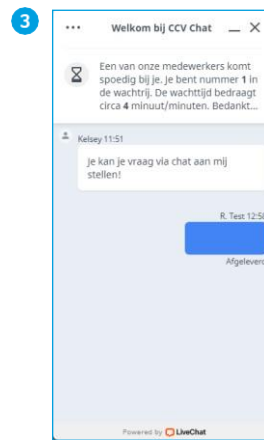 3
Welkom bij CCV Chat
Een van onze medewerkers komt
spoedig bij je. Je bent nummer 1 in
de wachtrij. De wachttijd bedraagt
circa 4 minuut/minuten. Bedankt...
Kelsey 11:51
Je kan je vraag via chat aan mij
stellen!
R. Test 12:58
Afgeleverd
Powered by LiveChat